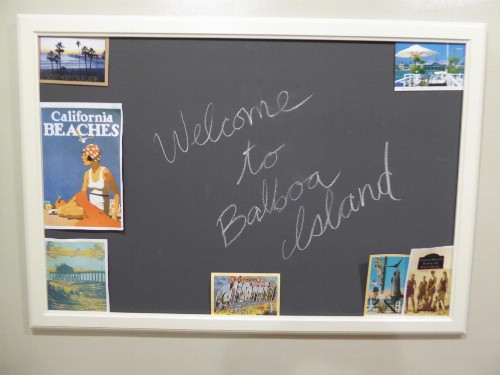 California
BEACHES
Welcome
to
Balboa
Island